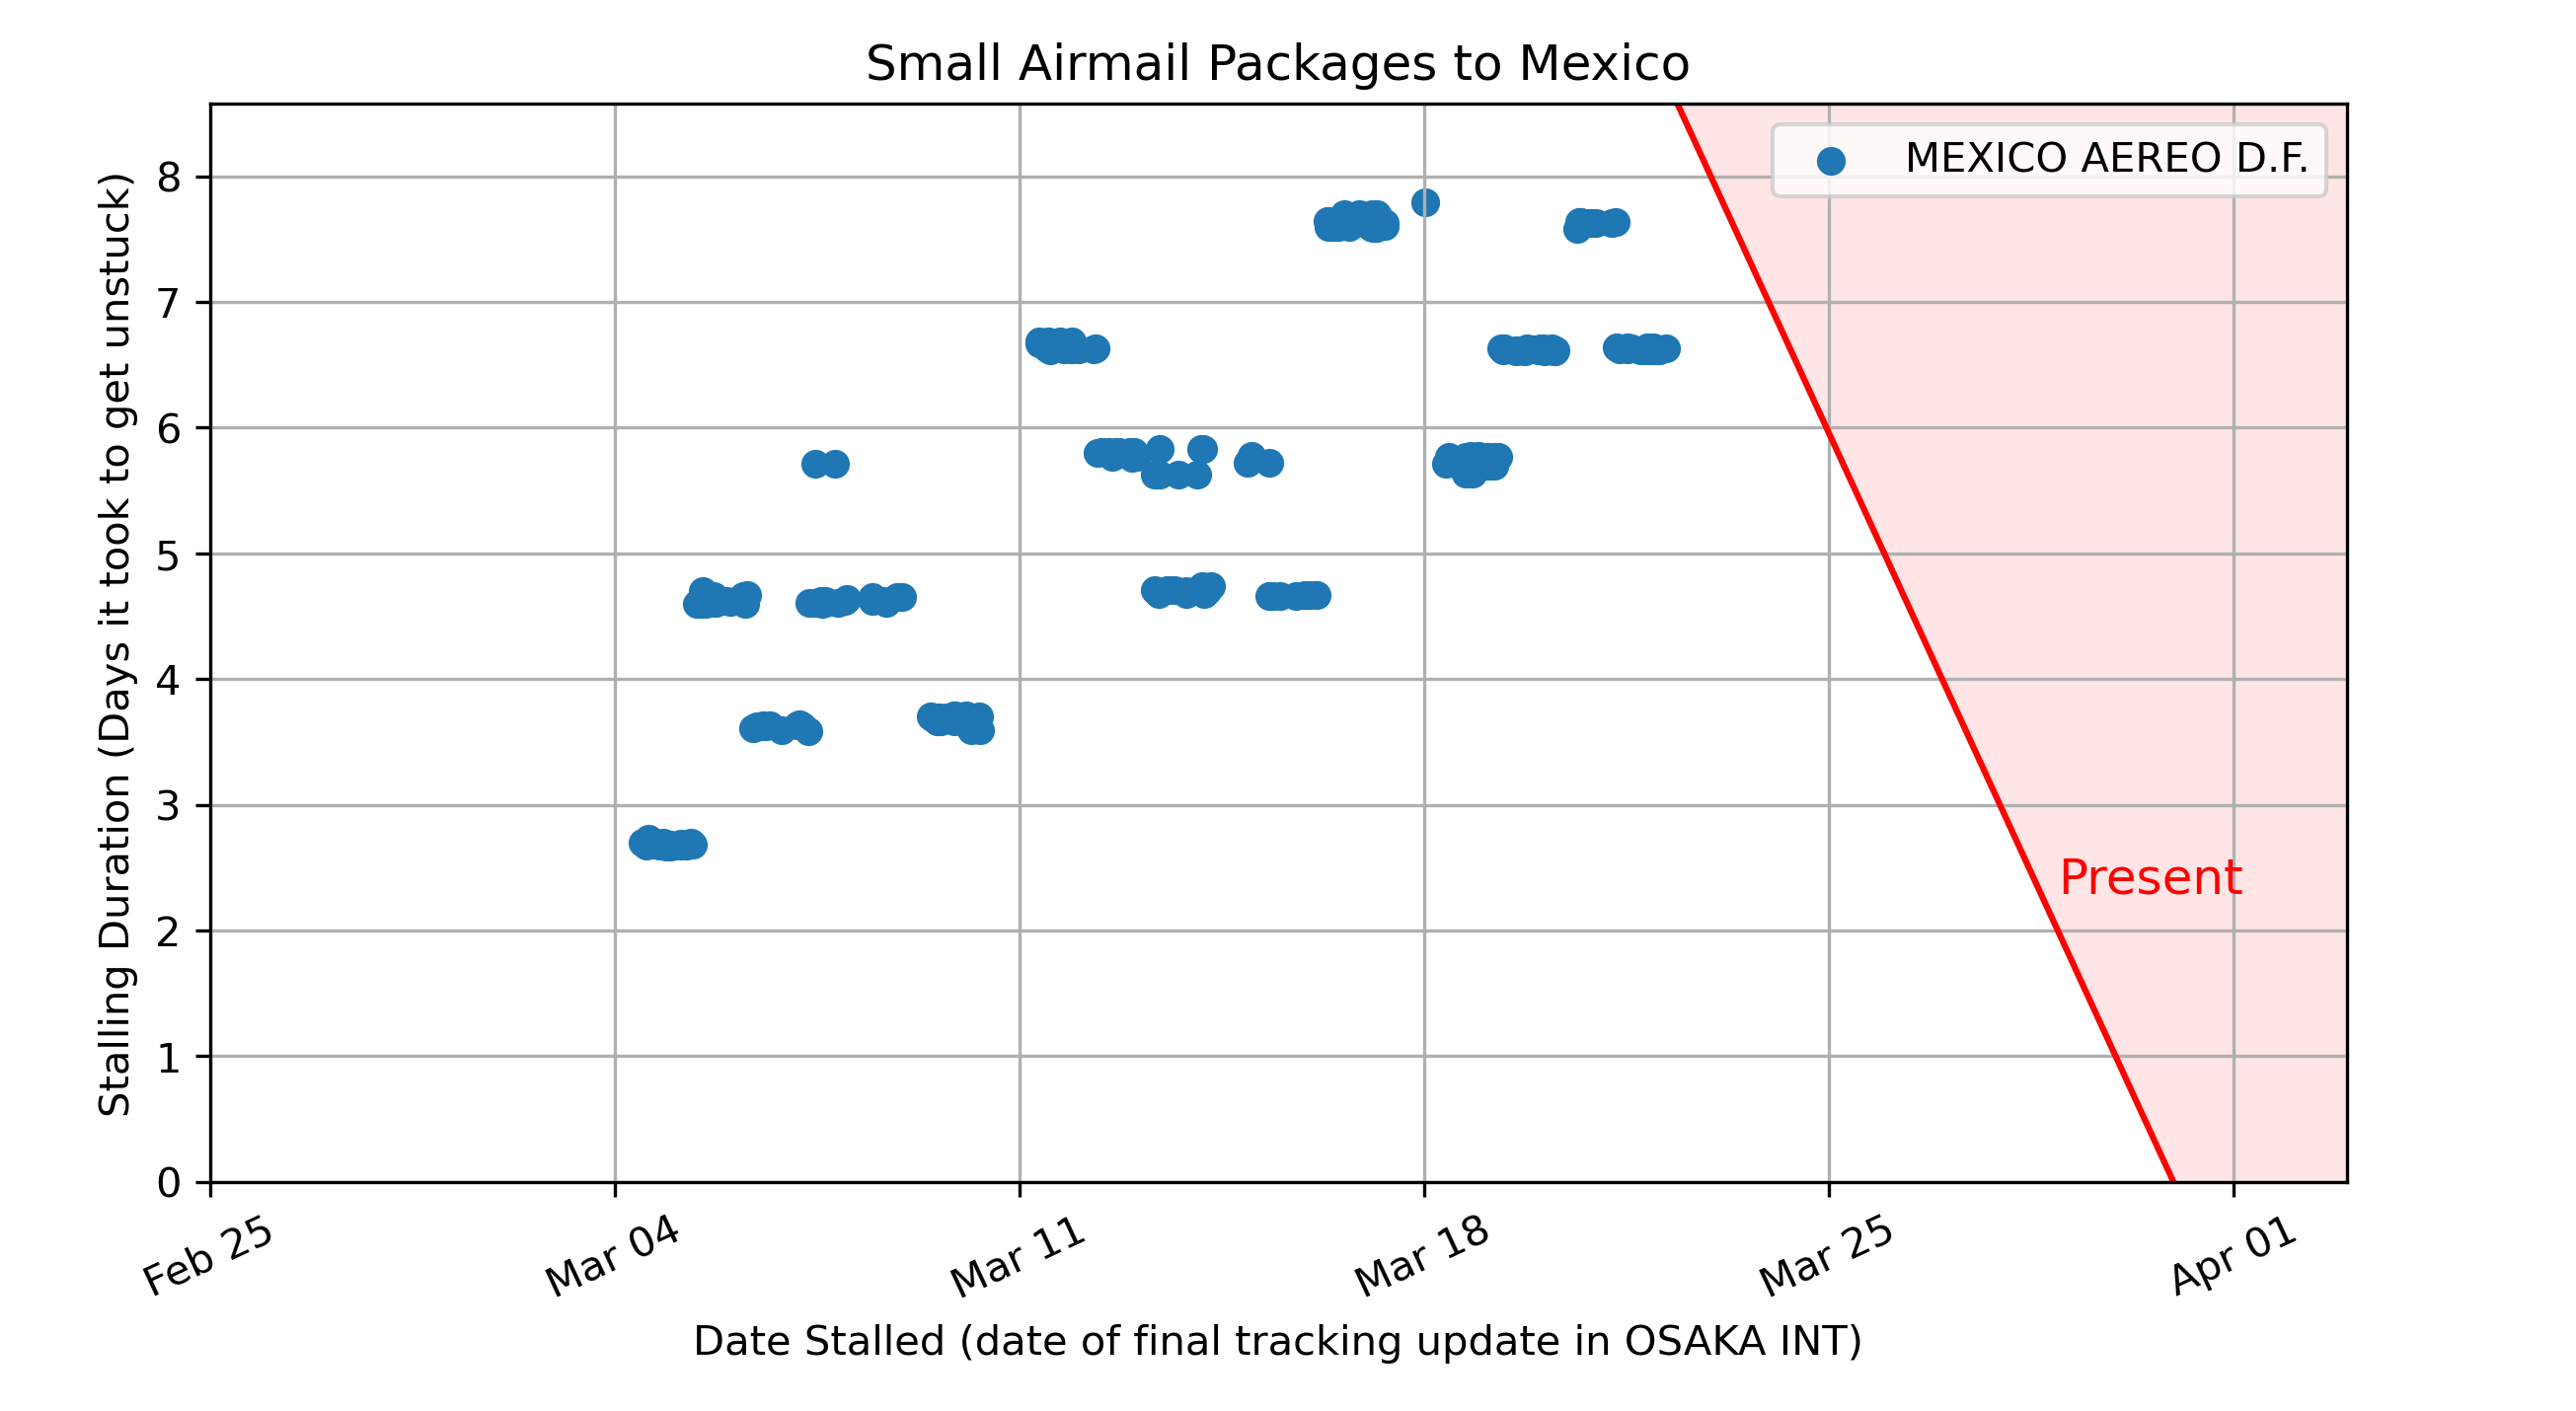 Small Airmail Packages to Mexico
MEXICO AEREO D.F.
Stalling Duration (Days it took to get unstuck)
8
7
6
5
4
3
2
1
0
Present
Feb 25
Mar 04
Mar 11
Mar 18
Mar 25
Apr 01
Date Stalled (date of final tracking update in OSAKA INT)